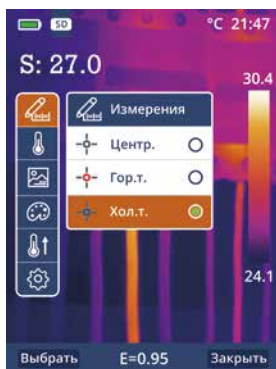 SD °C 21:47
S: 27.0
30.4
Измерения
Центр.
Гор.т.
Хол.т.
24.1
Выбрать E=0.95 Закрыть